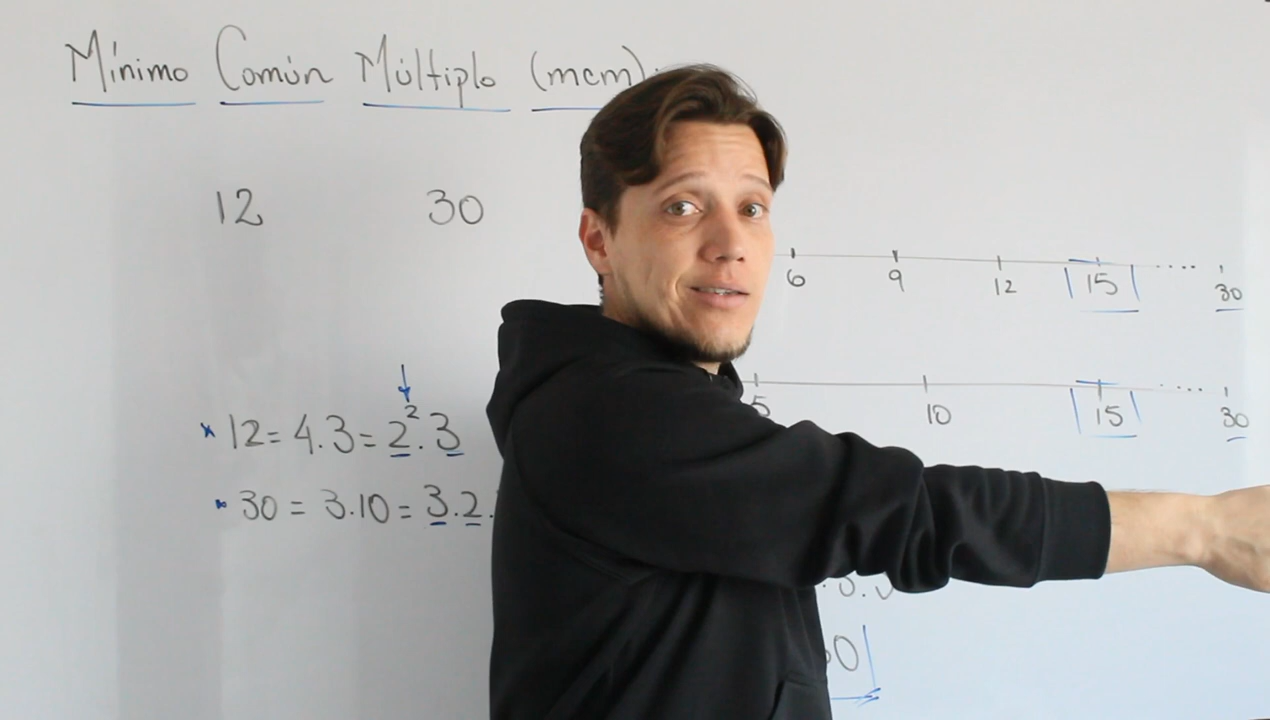 Mínimo Común Múltiplo (mcm):
12 30
6 9 12 |15| .... 30
5 10 |15| .... 30
* 12 = 4.3 = 2².3
* 30 = 3.10 = 3.2.